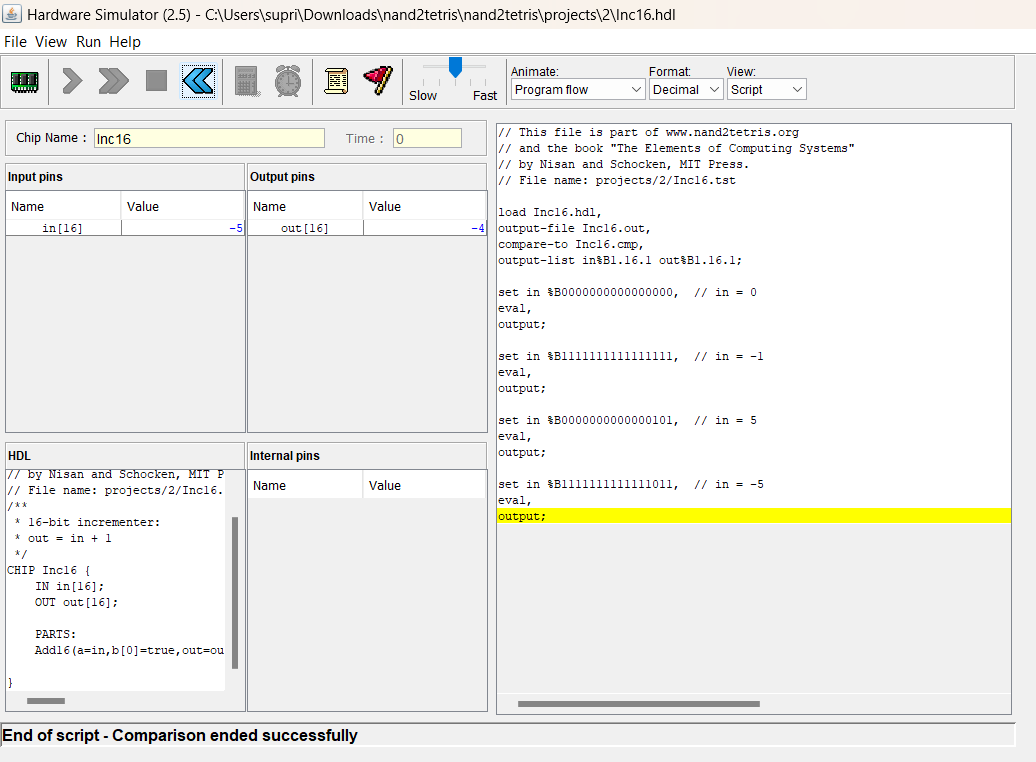 Hardware Simulator (2.5) - C:\Users\supri\Downloads\nand2tetris\nand2tetris\projects\2\Inc16.hdl
File View Run Help
Slow Fast
Animate: Format: View:
Program flow Decimal Script
Chip Name : Inc16 Time : 0
Input pins
Name Value
in[16] -5
Output pins
Name Value
out[16] -4
HDL
// by Nisan and Schocken, MIT P
// File name: projects/2/Inc16.
/**
* 16-bit incrementer:
* out = in + 1
*/
CHIP Inc16 {
IN in[16];
OUT out[16];
PARTS:
Add16(a=in,b[0]=true,out=ou
}
Internal pins
Name Value
// This file is part of www.nand2tetris.org
// and the book "The Elements of Computing Systems"
// by Nisan and Schocken, MIT Press.
// File name: projects/2/Inc16.tst
load Inc16.hdl,
output-file Inc16.out,
compare-to Inc16.cmp,
output-list in%B1.16.1 out%B1.16.1;
set in %B0000000000000000,  // in = 0
eval,
output;
set in %B1111111111111111,  // in = -1
eval,
output;
set in %B0000000000000101,  // in = 5
eval,
output;
set in %B1111111111111011,  // in = -5
eval,
output;
End of script - Comparison ended successfully